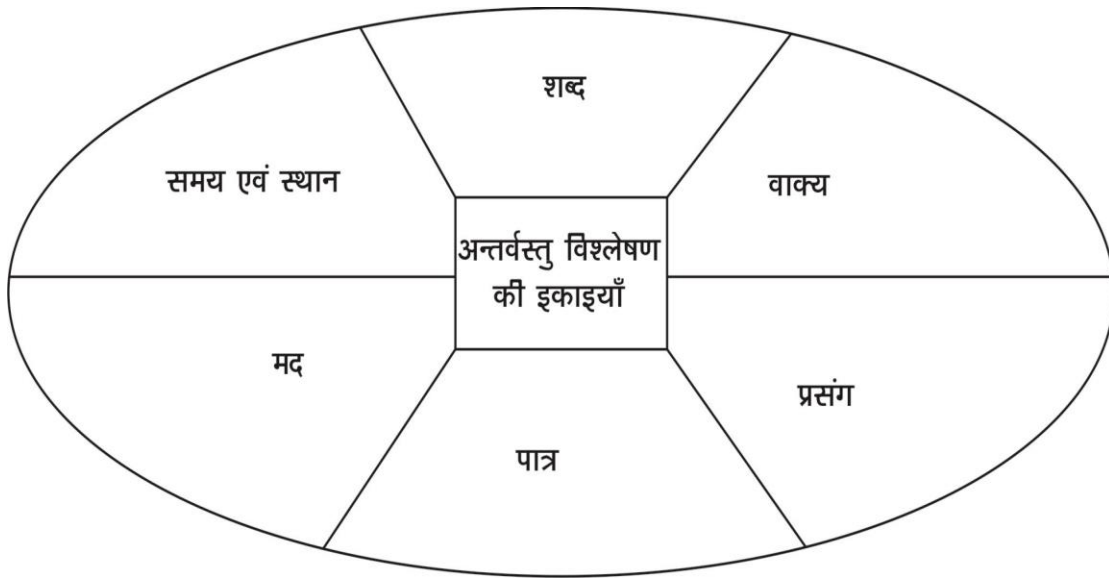 शब्द
समय एवं स्थान
वाक्य
अन्तर्वस्तु विश्लेषण
की इकाइयाँ
मद
प्रसंग
पात्र